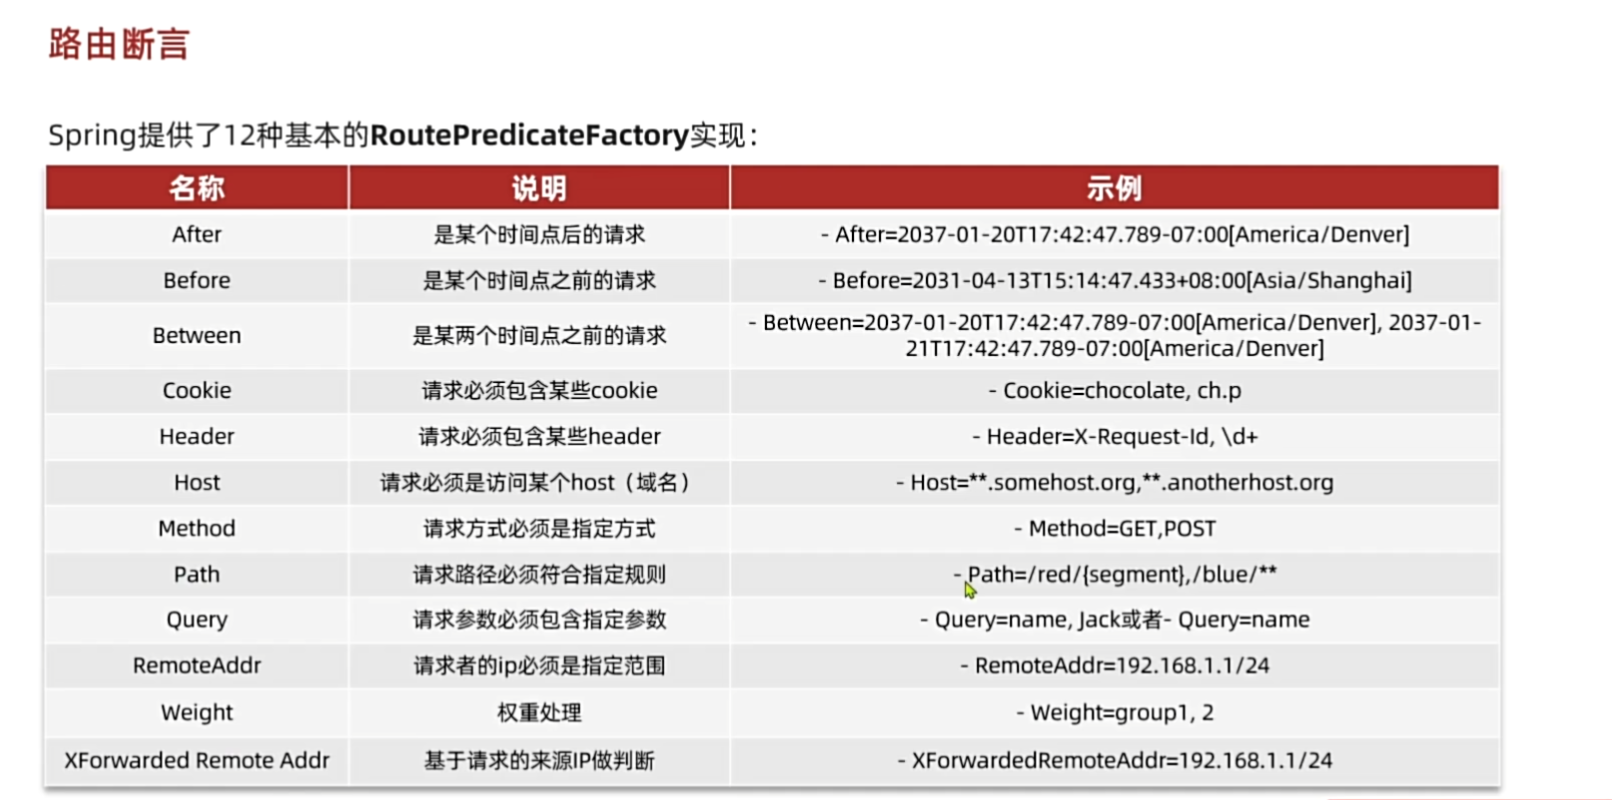 路由断言
Spring提供了12种基本的RoutePredicateFactory实现：
名称 说明 示例
After 是某个时间点后的请求 - After=2037-01-20T17:42:47.789-07:00[America/Denver]
Before 是某个时间点之前的请求 - Before=2031-04-13T15:14:47.433+08:00[Asia/Shanghai]
Between 是某两个时间点之前的请求 - Between=2037-01-20T17:42:47.789-07:00[America/Denver], 2037-01-
21T17:42:47.789-07:00[America/Denver]
Cookie 请求必须包含某些cookie - Cookie=chocolate, ch.p
Header 请求必须包含某些header - Header=X-Request-Id, \d+
Host 请求必须是访问某个host（域名） - Host=**.somehost.org,**.anotherhost.org
Method 请求方式必须是指定方式 - Method=GET,POST
Path 请求路径必须符合指定规则 - Path=/red/{segment},/blue/**
Query 请求参数必须包含指定参数 - Query=name, Jack或者- Query=name
RemoteAddr 请求者的ip必须是指定范围 - RemoteAddr=192.168.1.1/24
Weight 权重处理 - Weight=group1, 2
XForwarded Remote Addr 基于请求的来源IP做判断 - XForwardedRemoteAddr=192.168.1.1/24